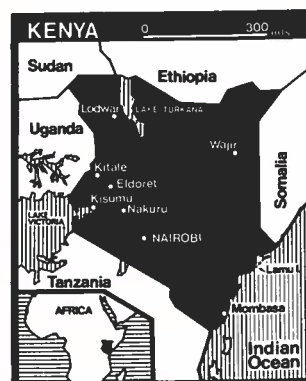 KENYA
0 300
mls
Sudan
Ethiopia
Lodwar
LAKE TURKANA
Uganda
Wajir
Somalia
Kitale
Eldoret
Kisumu
Nakuru
LAKE
VICTORIA
NAIROBI
Lamu I.
Tanzania
Mombasa
AFRICA
Indian
Ocean